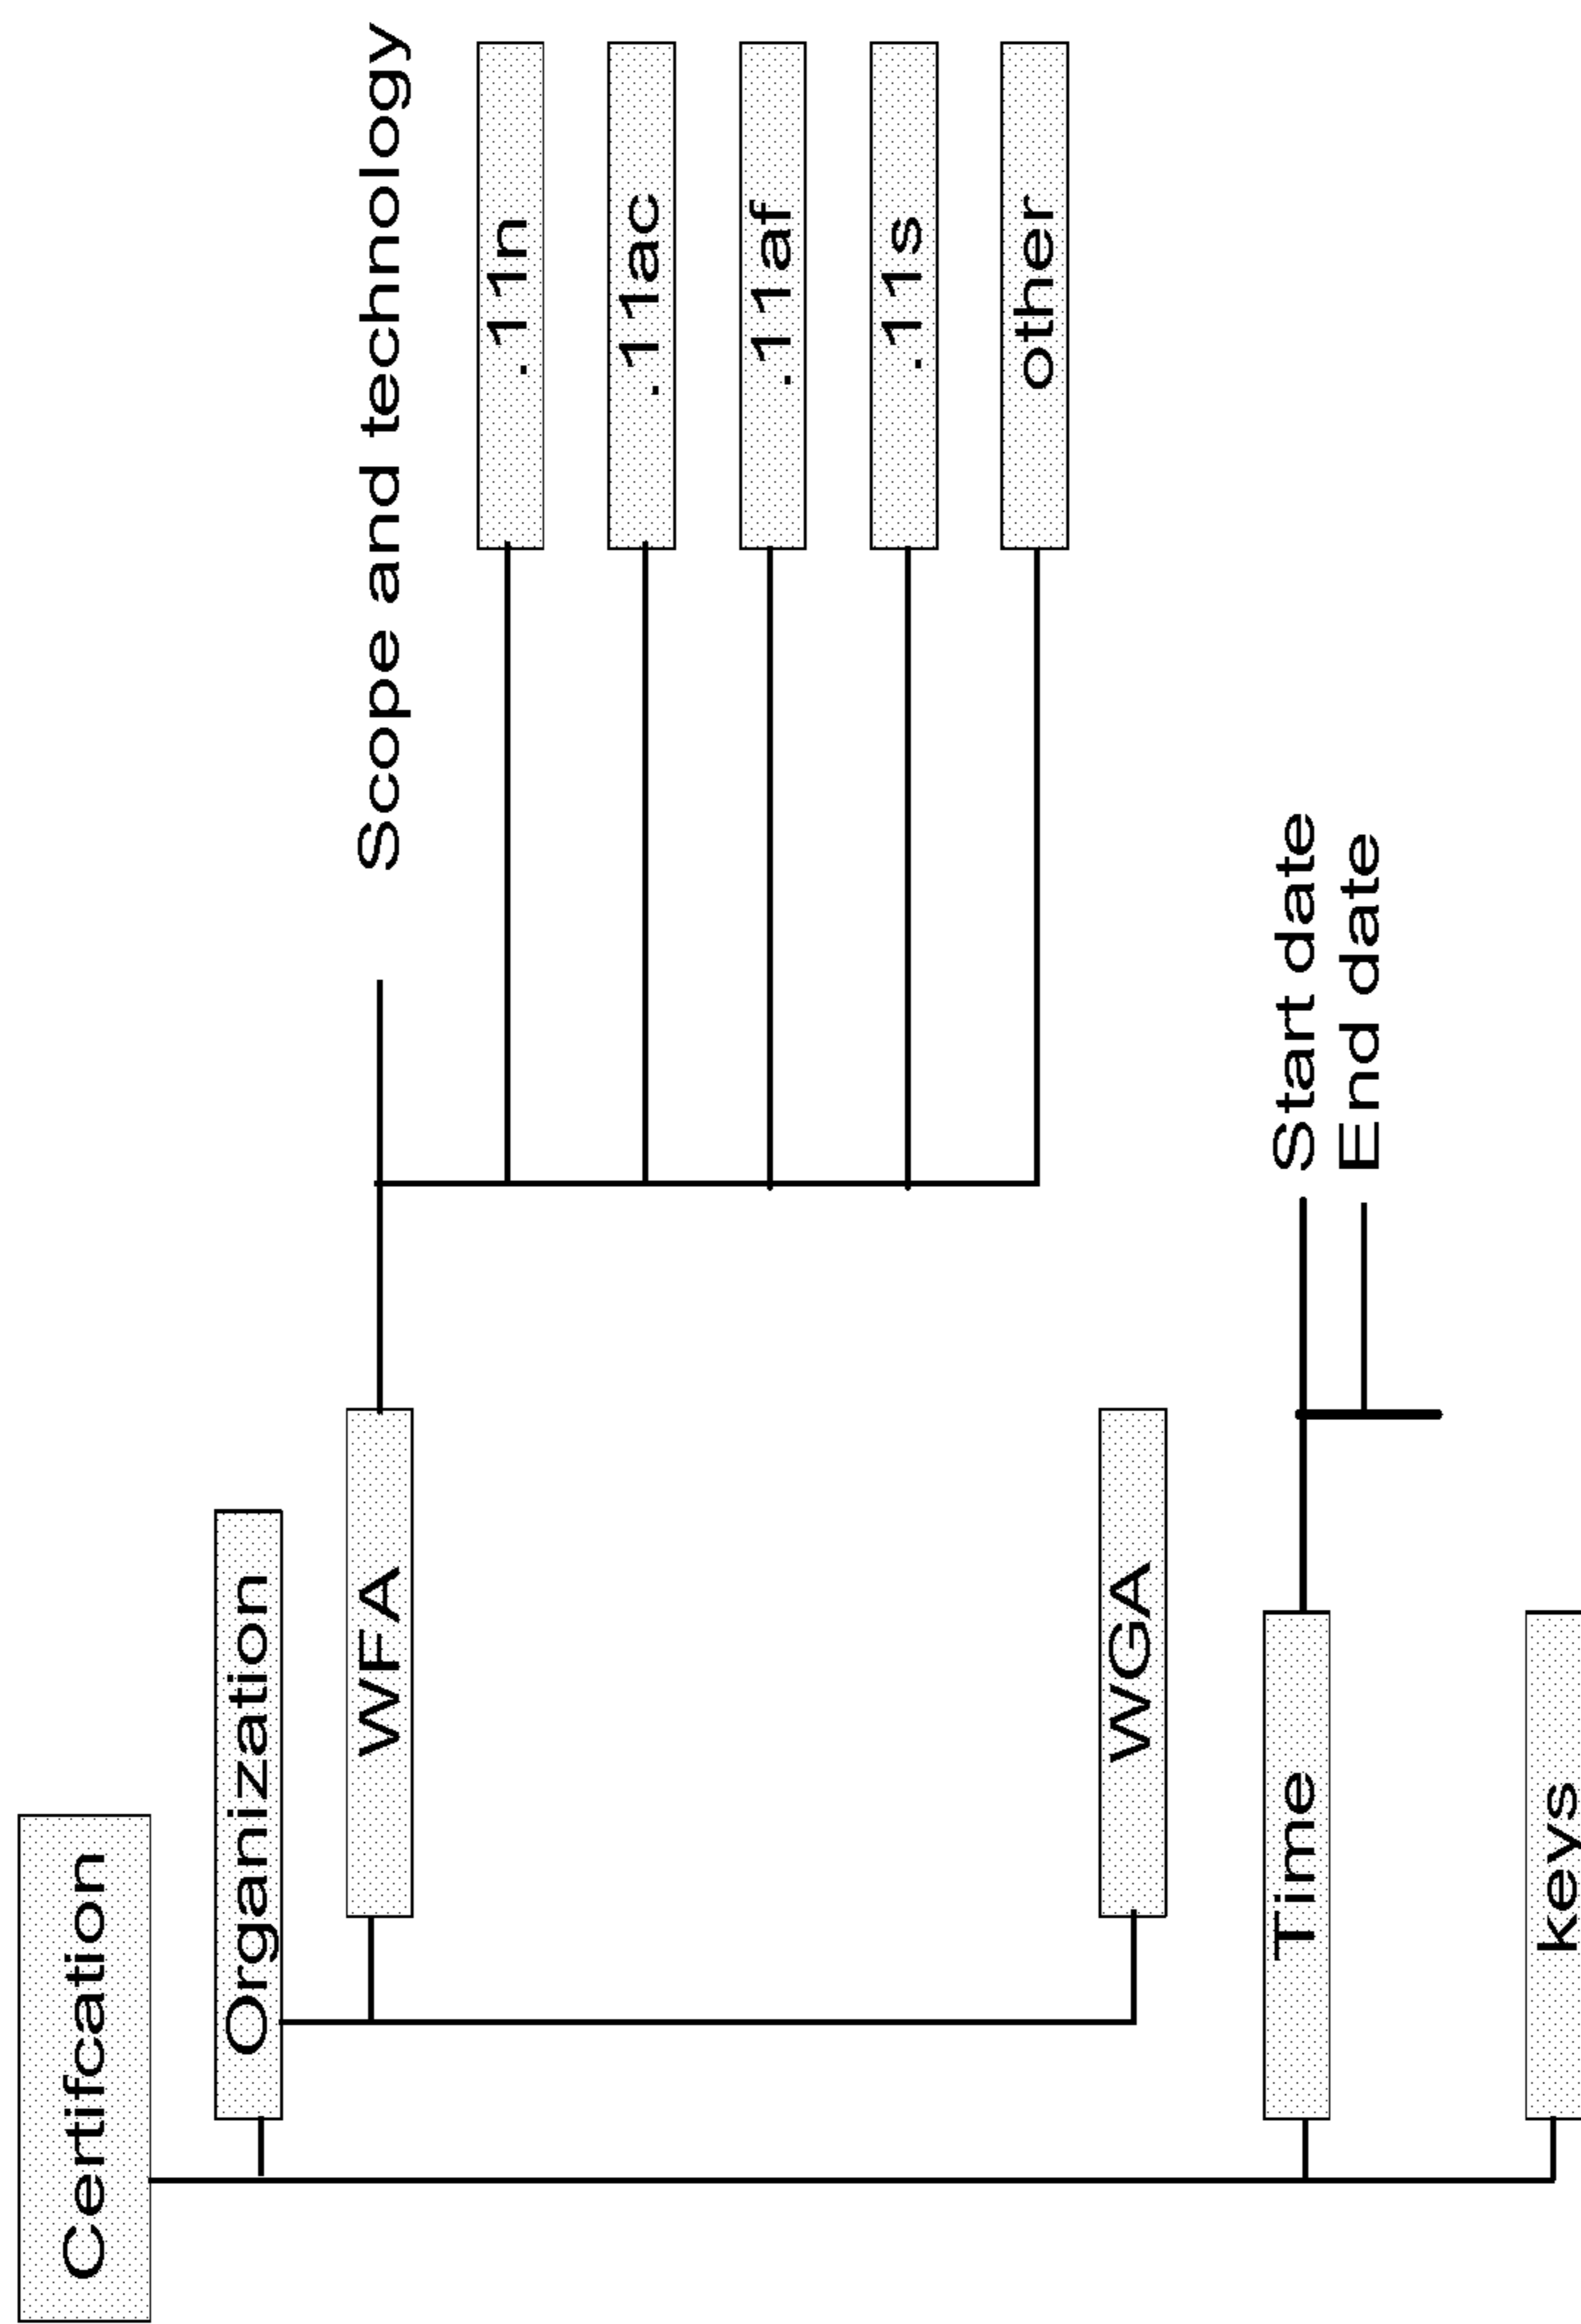 Certifcation
Organization
WFA
Scope and technology
.11n
.11ac
.11af
.11s
other
WGA
Time
Start date
End date
keys